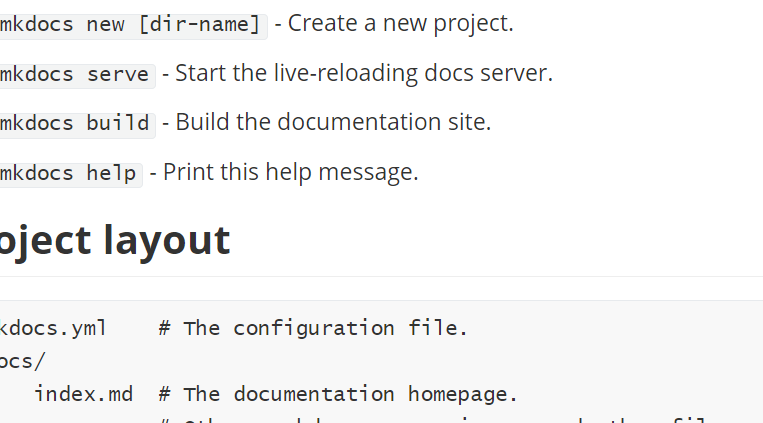 mkdocs new [dir-name] - Create a new project.
mkdocs serve - Start the live-reloading docs server.
mkdocs build - Build the documentation site.
mkdocs help - Print this help message.
oject layout
kdocs.yml    # The configuration file.
ocs/
index.md  # The documentation homepage.